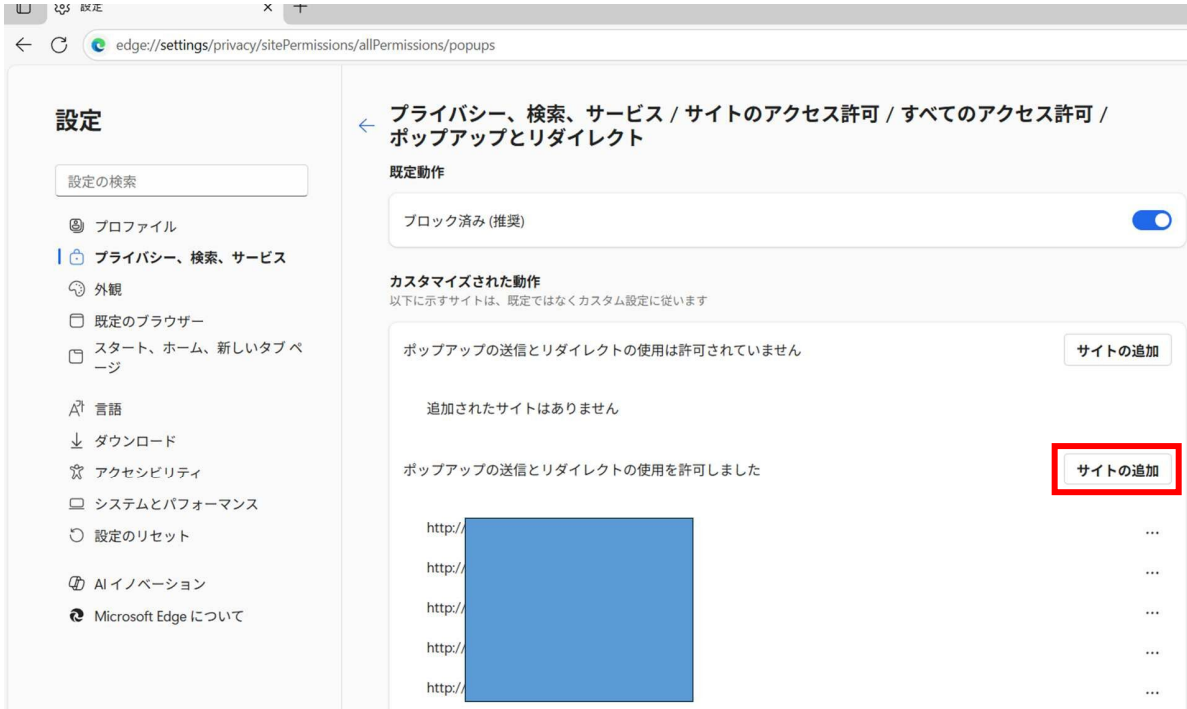 設定
edge://settings/privacy/sitePermissions/allPermissions/popups
設定
設定の検索
プロファイル
プライバシー、検索、サービス
外観
既定のブラウザー
スタート、ホーム、新しいタブ ペ
ージ
言語
ダウンロード
アクセシビリティ
システムとパフォーマンス
設定のリセット
AI イノベーション
Microsoft Edge について
プライバシー、検索、サービス / サイトのアクセス許可 / すべてのアクセス許可 /
ポップアップとリダイレクト
既定動作
ブロック済み (推奨)
カスタマイズされた動作
以下に示すサイトは、既定ではなくカスタム設定に従います
ポップアップの送信とリダイレクトの使用は許可されていません
サイトの追加
追加されたサイトはありません
ポップアップの送信とリダイレクトの使用を許可しました
サイトの追加
http://
http://
http://
http://
http://